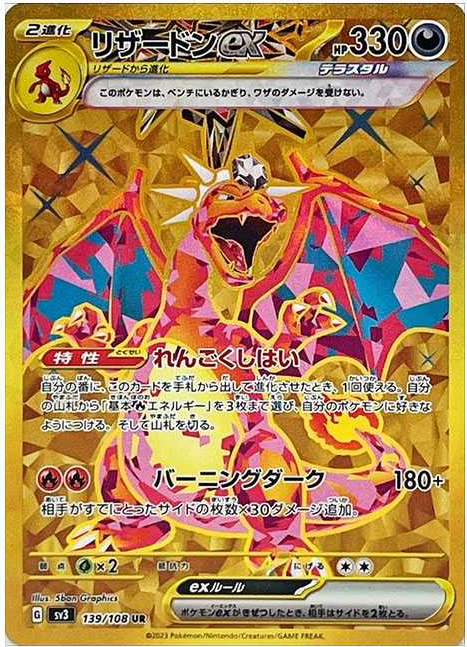 2進化
リザードンex
HP330
リザードから進化
テラスタル
このポケモンは、ベンチにいるかぎり、ワザのダメージを受けない。
特性
とくせい
れんごくしはい
自分の番に、このカードを手札から出して進化させたとき、1回使える。自分
の山札から「基本エネルギー」を3枚まで選び、自分のポケモンに好きな
ようにつける。そして山札を切る。
バーニングダーク 180+
相手がすでにとったサイドの枚数×30ダメージ追加。
弱点 ×2 抵抗力 にげる
exルール
ポケモンexがきぜつしたとき、相手はサイドを2枚とる。
Illus. 5ban Graphics
G sv3 139/108 UR
©2023 Pokémon/Nintendo/Creatures/GAME FREAK.